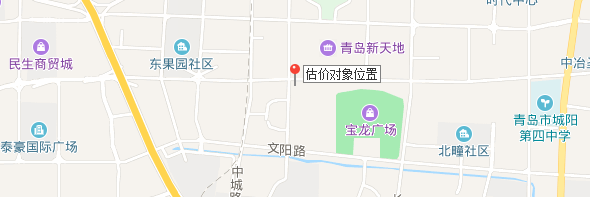 时代中心
青岛新天地
民生商贸城
东果园社区
中冶圣
估价对象位置
青岛市城阳
第四中学
宝龙广场
泰豪国际广场
文阳路
北疃社区
中城路